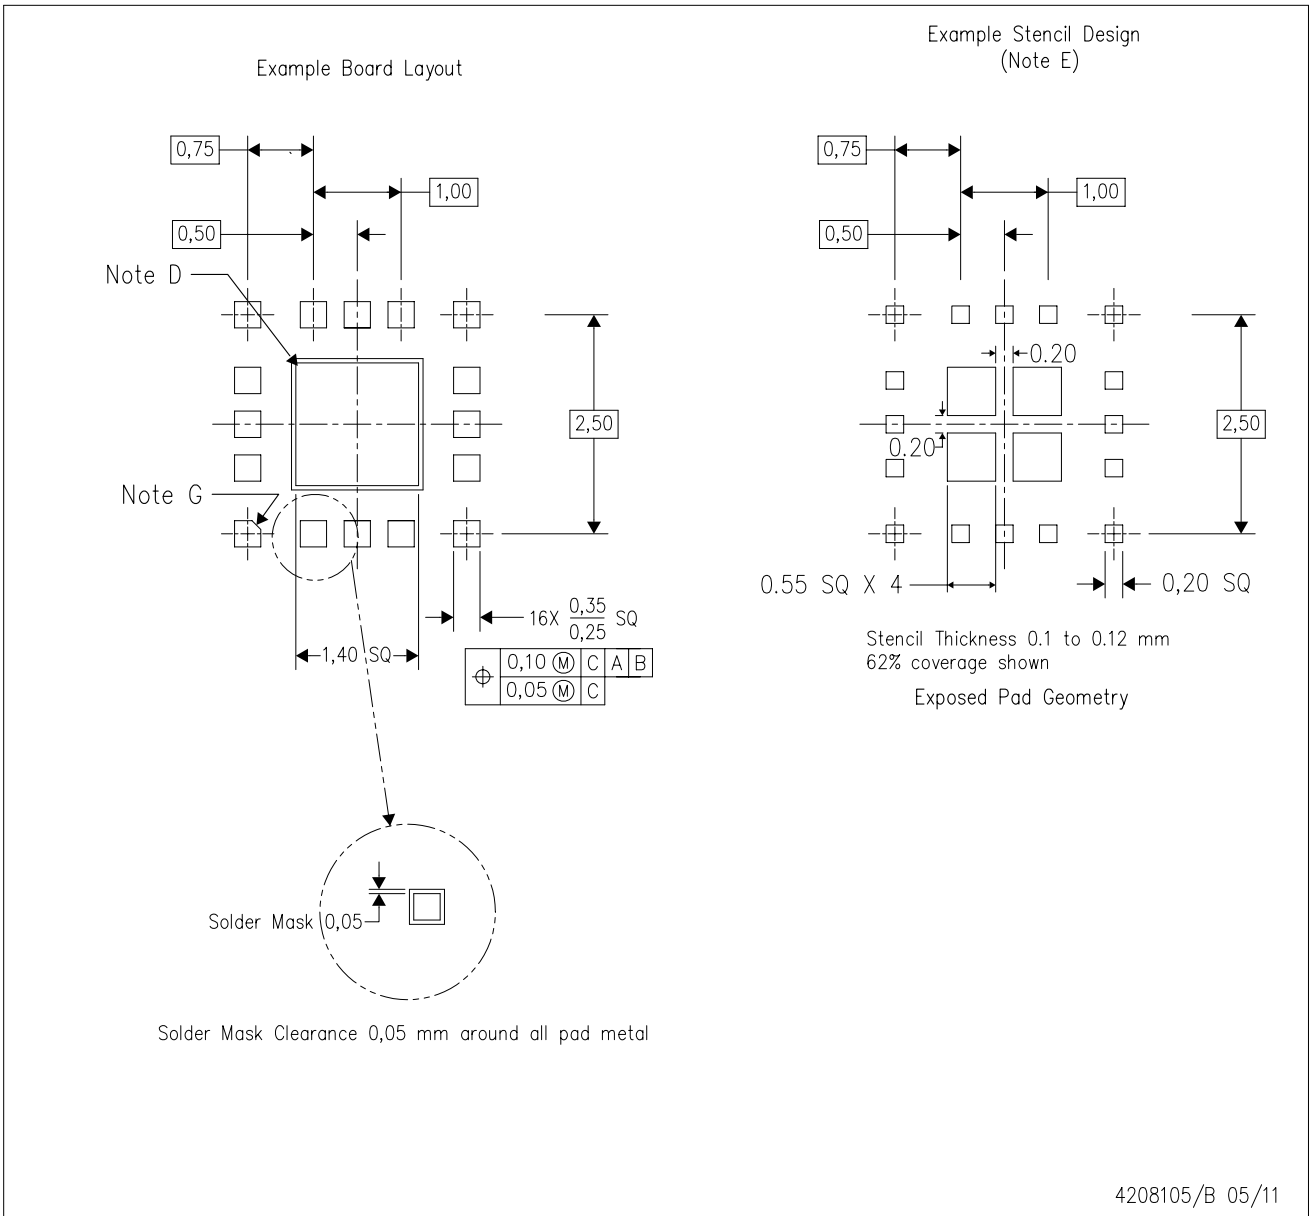 Example Board Layout
Example Stencil Design
(Note E)
0,75
1,00
0,50
Note D
2,50
Note G
16X 0,35
0,25 SQ
1,40 SQ
⌖ 0,10 Ⓜ C A B
0,05 Ⓜ C
Solder Mask 0,05
Solder Mask Clearance 0,05 mm around all pad metal
0,75
1,00
0,50
0.20
2,50
0.20
0.55 SQ X 4
0,20 SQ
Stencil Thickness 0.1 to 0.12 mm
62% coverage shown
Exposed Pad Geometry
4208105/B 05/11